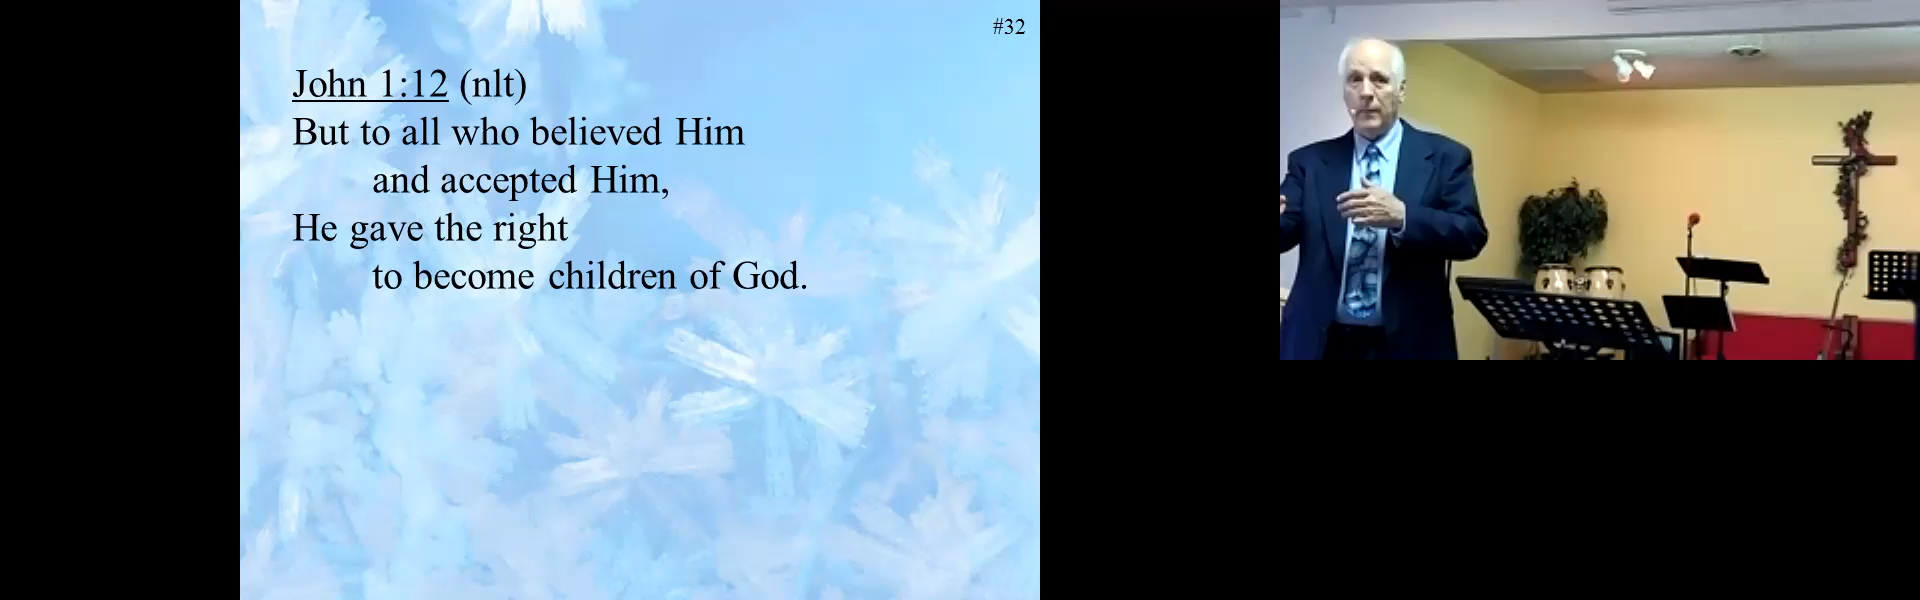 #32
John 1:12 (nlt)
But to all who believed Him
and accepted Him,
He gave the right
to become children of God.